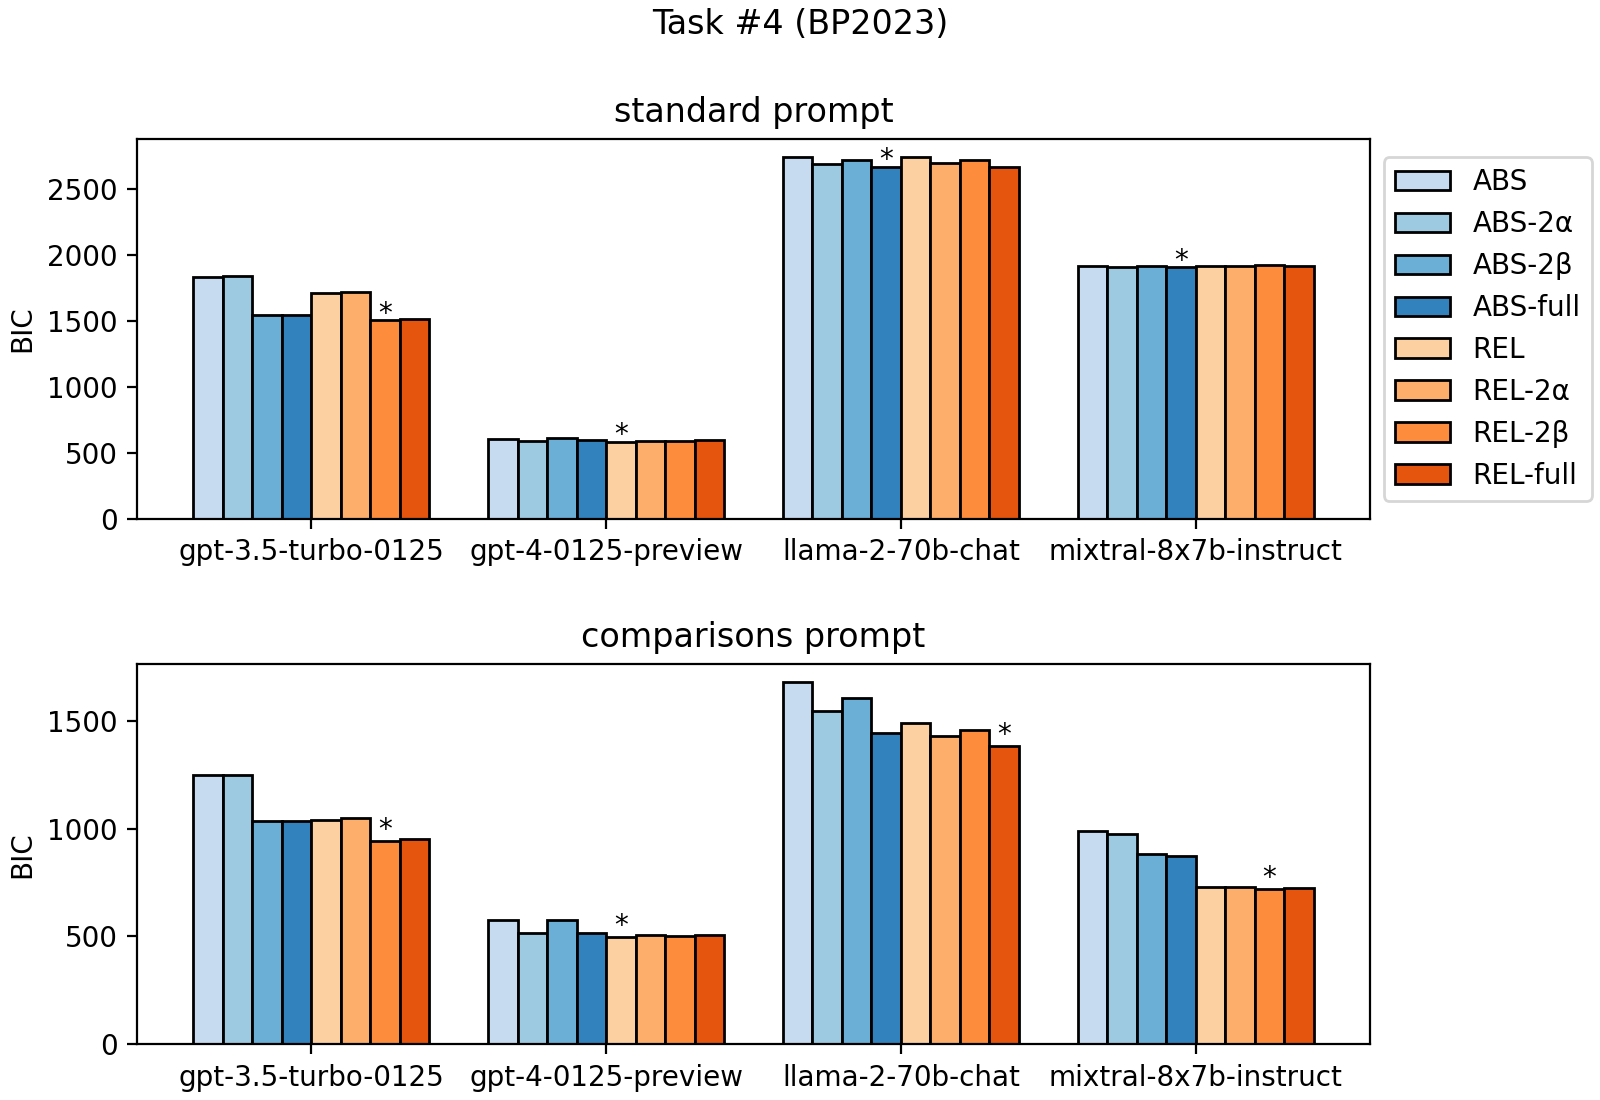 Task #4 (BP2023)
standard prompt
BIC
2500
2000
1500
1000
500
0
*
*
*
*
gpt-3.5-turbo-0125
gpt-4-0125-preview
llama-2-70b-chat
mixtral-8x7b-instruct
ABS
ABS-2α
ABS-2β
ABS-full
REL
REL-2α
REL-2β
REL-full
comparisons prompt
BIC
1500
1000
500
0
*
*
*
*
gpt-3.5-turbo-0125
gpt-4-0125-preview
llama-2-70b-chat
mixtral-8x7b-instruct